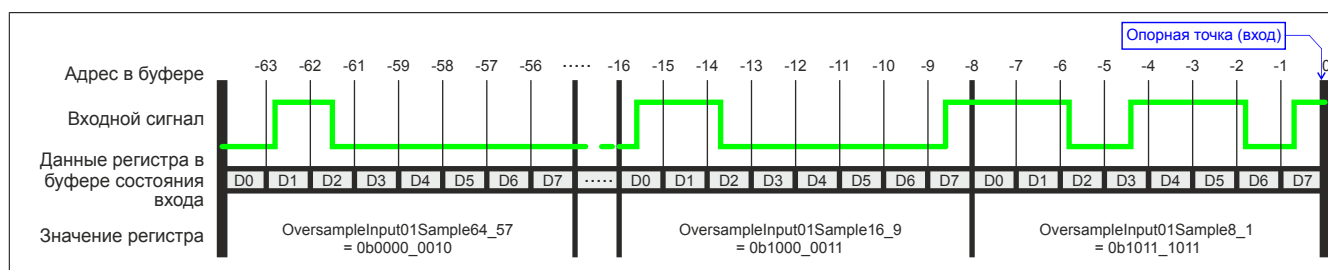 Опорная точка (вход)
Адрес в буфере -63 -62 -61 -59 -58 -57 -56 ····· -16 -15 -14 -13 -12 -11 -10 -9 -8 -7 -6 -5 -4 -3 -2 -1 0
Входной сигнал
Данные регистра в
буфере состояния
входа
D0 D1 D2 D3 D4 D5 D6 D7 ····· D0 D1 D2 D3 D4 D5 D6 D7 D0 D1 D2 D3 D4 D5 D6 D7
Значение регистра
OversampleInput01Sample64_57
= 0b0000_0010
OversampleInput01Sample16_9
= 0b1000_0011
OversampleInput01Sample8_1
= 0b1011_1011